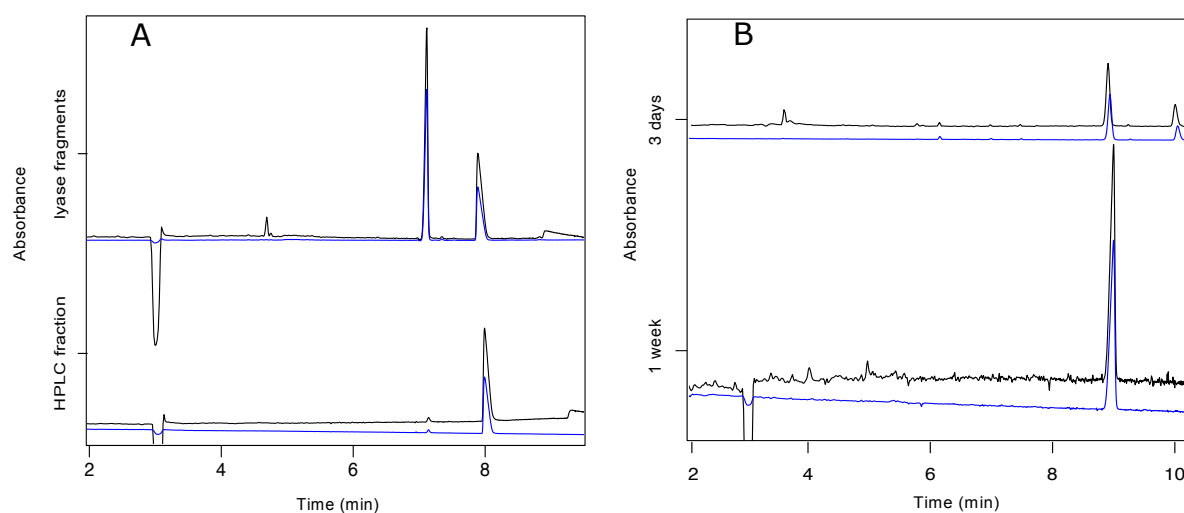 A
Absorbance
lyase fragments
HPLC fraction
2
4
6
8
Time (min)
B
Absorbance
3 days
1 week
2
4
6
8
10
Time (min)